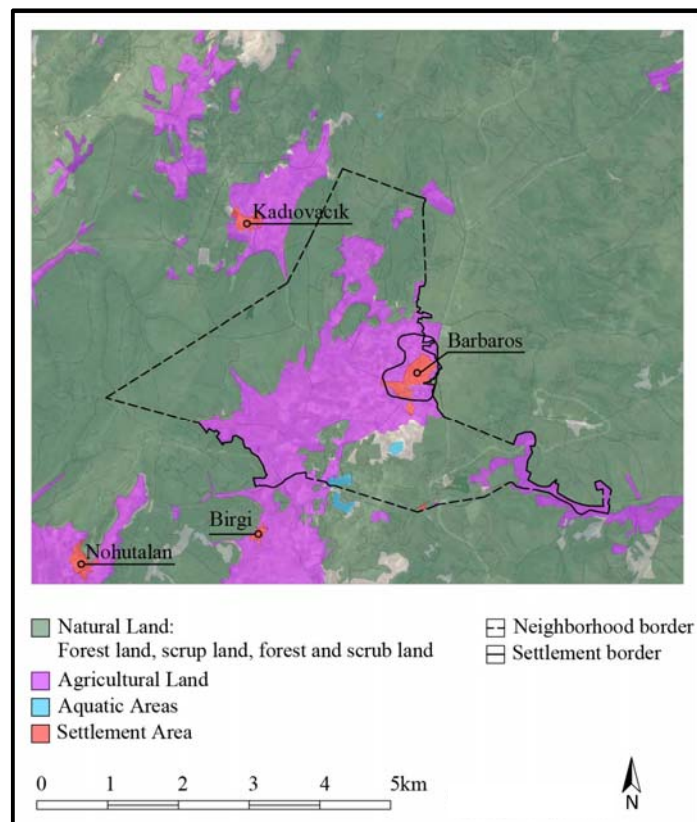 Kadıovacık
Barbaros
Birgi
Nohutalan
Natural Land:
Forest land, scrup land, forest and scrub land
Agricultural Land
Aquatic Areas
Settlement Area
Neighborhood border
Settlement border
0 1 2 3 4 5km
N